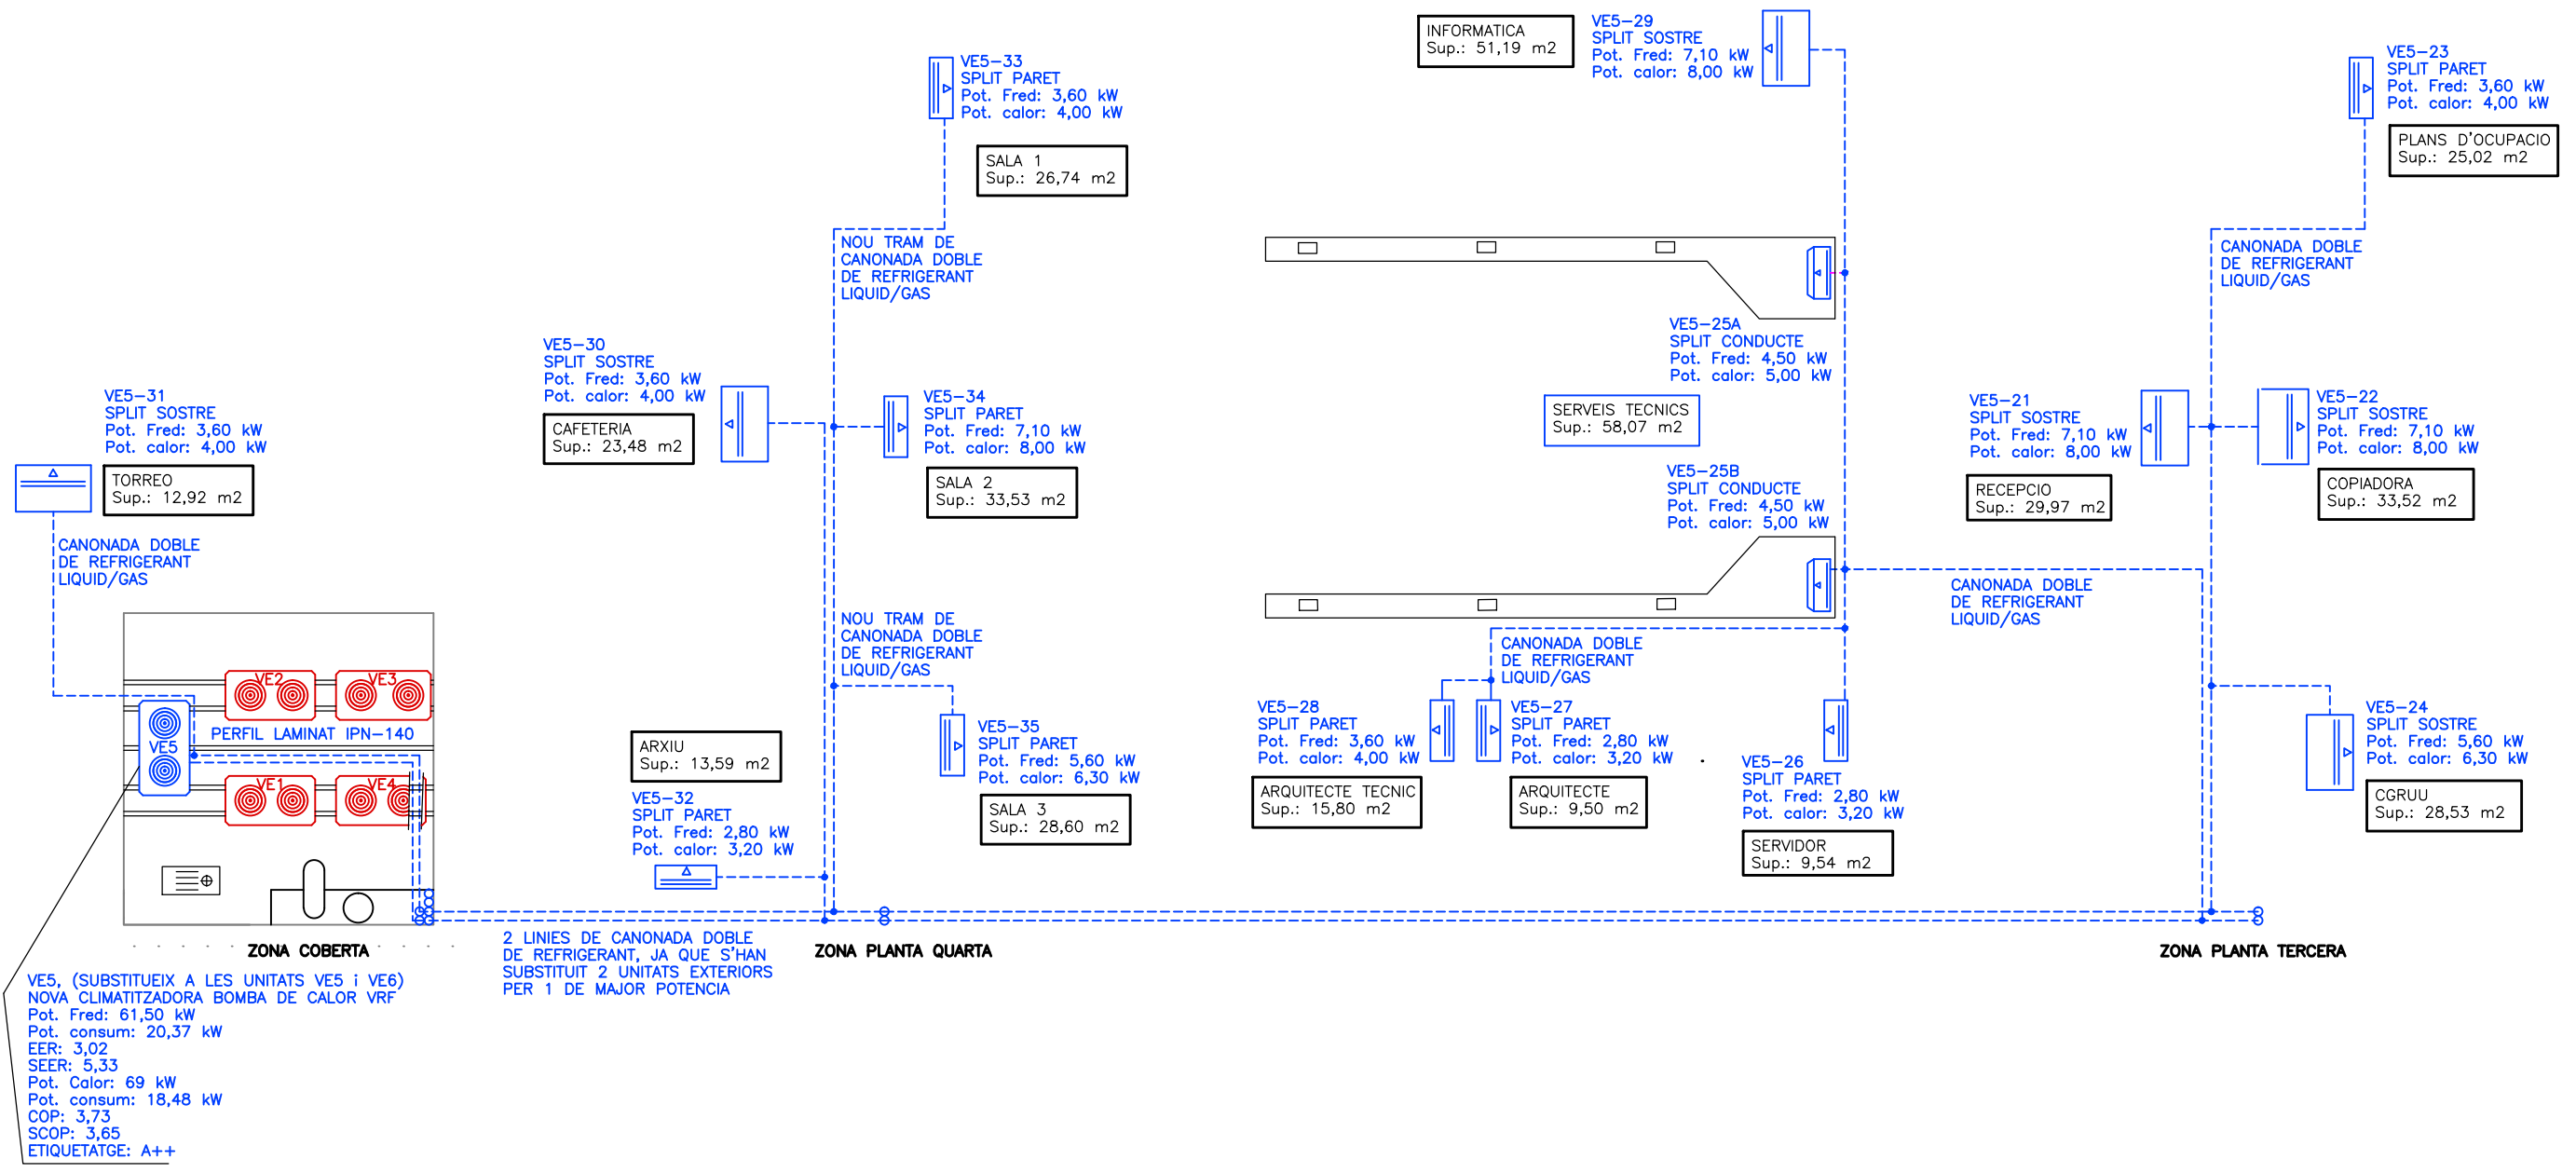 INFORMATICA
Sup.: 51,19 m2
VE5-29
SPLIT SOSTRE
Pot. Fred: 7,10 kW
Pot. calor: 8,00 kW
VE5-33
SPLIT PARET
Pot. Fred: 3,60 kW
Pot. calor: 4,00 kW
SALA 1
Sup.: 26,74 m2
VE5-23
SPLIT PARET
Pot. Fred: 3,60 kW
Pot. calor: 4,00 kW
PLANS D'OCUPACIO
Sup.: 25,02 m2
NOU TRAM DE
CANONADA DOBLE
DE REFRIGERANT
LIQUID/GAS
CANONADA DOBLE
DE REFRIGERANT
LIQUID/GAS
VE5-25A
SPLIT CONDUCTE
Pot. Fred: 4,50 kW
Pot. calor: 5,00 kW
SERVEIS TECNICS
Sup.: 58,07 m2
VE5-25B
SPLIT CONDUCTE
Pot. Fred: 4,50 kW
Pot. calor: 5,00 kW
VE5-30
SPLIT SOSTRE
Pot. Fred: 3,60 kW
Pot. calor: 4,00 kW
CAFETERIA
Sup.: 23,48 m2
VE5-34
SPLIT PARET
Pot. Fred: 7,10 kW
Pot. calor: 8,00 kW
SALA 2
Sup.: 33,53 m2
VE5-31
SPLIT SOSTRE
Pot. Fred: 3,60 kW
Pot. calor: 4,00 kW
TORREO
Sup.: 12,92 m2
CANONADA DOBLE
DE REFRIGERANT
LIQUID/GAS
VE5-21
SPLIT SOSTRE
Pot. Fred: 7,10 kW
Pot. calor: 8,00 kW
RECEPCIO
Sup.: 29,97 m2
VE5-22
SPLIT SOSTRE
Pot. Fred: 7,10 kW
Pot. calor: 8,00 kW
COPIADORA
Sup.: 33,52 m2
CANONADA DOBLE
DE REFRIGERANT
LIQUID/GAS
NOU TRAM DE
CANONADA DOBLE
DE REFRIGERANT
LIQUID/GAS
CANONADA DOBLE
DE REFRIGERANT
LIQUID/GAS
VE2
VE3
VE5
PERFIL LAMINAT IPN-140
VE1
VE4
ARXIU
Sup.: 13,59 m2
VE5-32
SPLIT PARET
Pot. Fred: 2,80 kW
Pot. calor: 3,20 kW
VE5-35
SPLIT PARET
Pot. Fred: 5,60 kW
Pot. calor: 6,30 kW
SALA 3
Sup.: 28,60 m2
VE5-28
SPLIT PARET
Pot. Fred: 3,60 kW
Pot. calor: 4,00 kW
ARQUITECTE TECNIC
Sup.: 15,80 m2
VE5-27
SPLIT PARET
Pot. Fred: 2,80 kW
Pot. calor: 3,20 kW
ARQUITECTE
Sup.: 9,50 m2
VE5-26
SPLIT PARET
Pot. Fred: 2,80 kW
Pot. calor: 3,20 kW
SERVIDOR
Sup.: 9,54 m2
VE5-24
SPLIT SOSTRE
Pot. Fred: 5,60 kW
Pot. calor: 6,30 kW
CGRUU
Sup.: 28,53 m2
ZONA COBERTA
2 LINIES DE CANONADA DOBLE
DE REFRIGERANT, JA QUE S'HAN
SUBSTITUIT 2 UNITATS EXTERIORS
PER 1 DE MAJOR POTENCIA
ZONA PLANTA QUARTA
ZONA PLANTA TERCERA
VE5, (SUBSTITUEIX A LES UNITATS VE5 i VE6)
NOVA CLIMATITZADORA BOMBA DE CALOR VRF
Pot. Fred: 61,50 kW
Pot. consum: 20,37 kW
EER: 3,02
SEER: 5,33
Pot. Calor: 69 kW
Pot. consum: 18,48 kW
COP: 3,73
SCOP: 3,65
ETIQUETATGE: A++